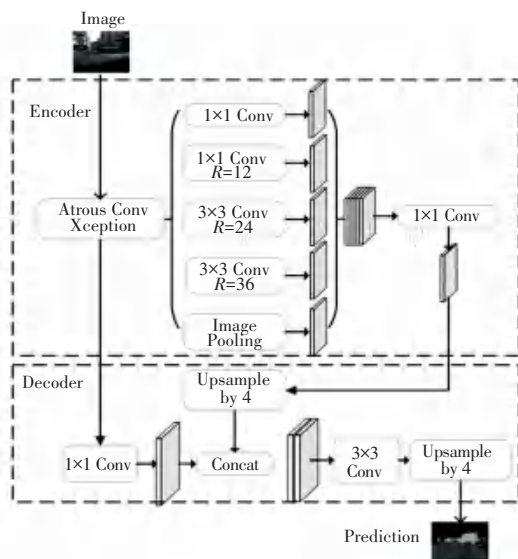 Image
Encoder
1×1 Conv
1×1 Conv
R=12
Atrous Conv
Xception
3×3 Conv
R=24
1×1 Conv
3×3 Conv
R=36
Image
Pooling
Decoder
Upsample
by 4
1×1 Conv
Concat
3×3
Conv
Upsample
by 4
Prediction